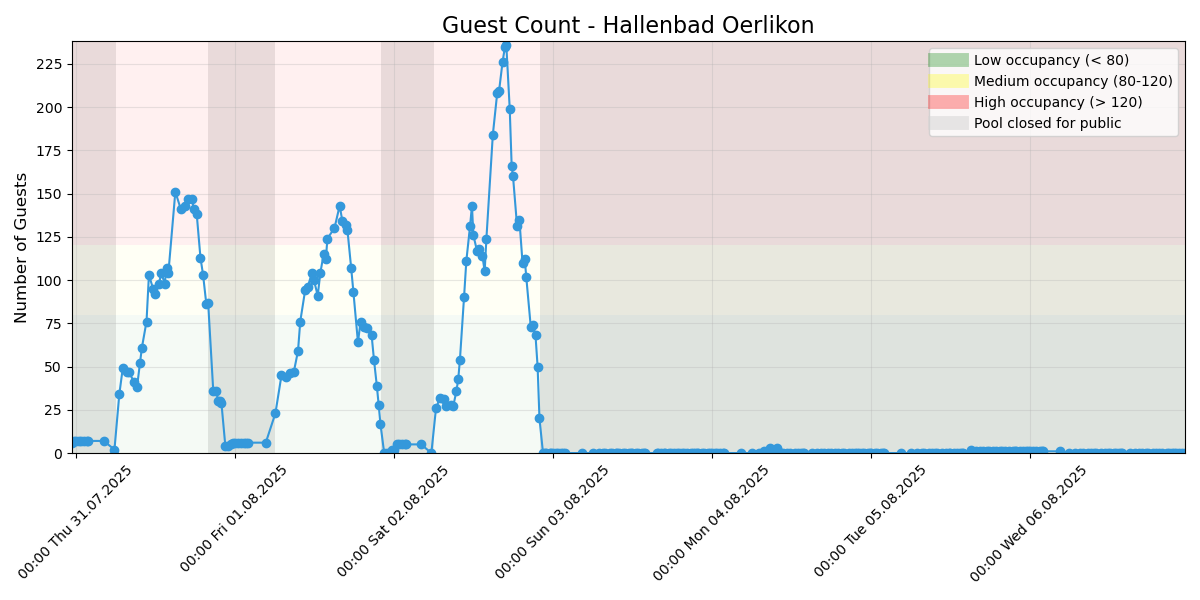 Guest Count - Hallenbad Oerlikon
Number of Guests
225
200
175
150
125
100
75
50
25
0
Low occupancy (< 80)
Medium occupancy (80-120)
High occupancy (> 120)
Pool closed for public
00:00 Thu 31.07.2025
00:00 Fri 01.08.2025
00:00 Sat 02.08.2025
00:00 Sun 03.08.2025
00:00 Mon 04.08.2025
00:00 Tue 05.08.2025
00:00 Wed 06.08.2025